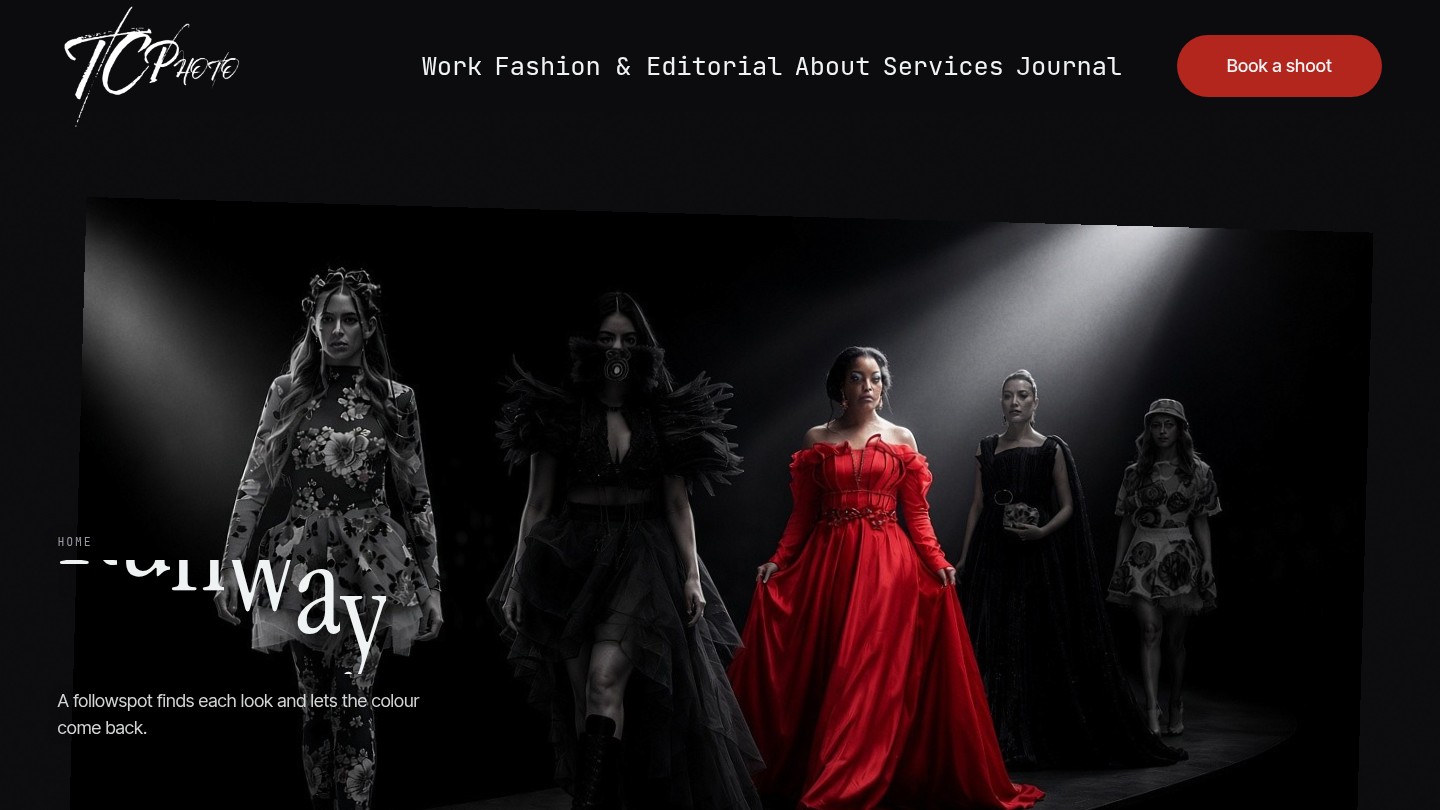 TCPHOTO
Work Fashion & Editorial About Services Journal
Book a shoot
HOME
Runway
A followspot finds each look and lets the colour
come back.